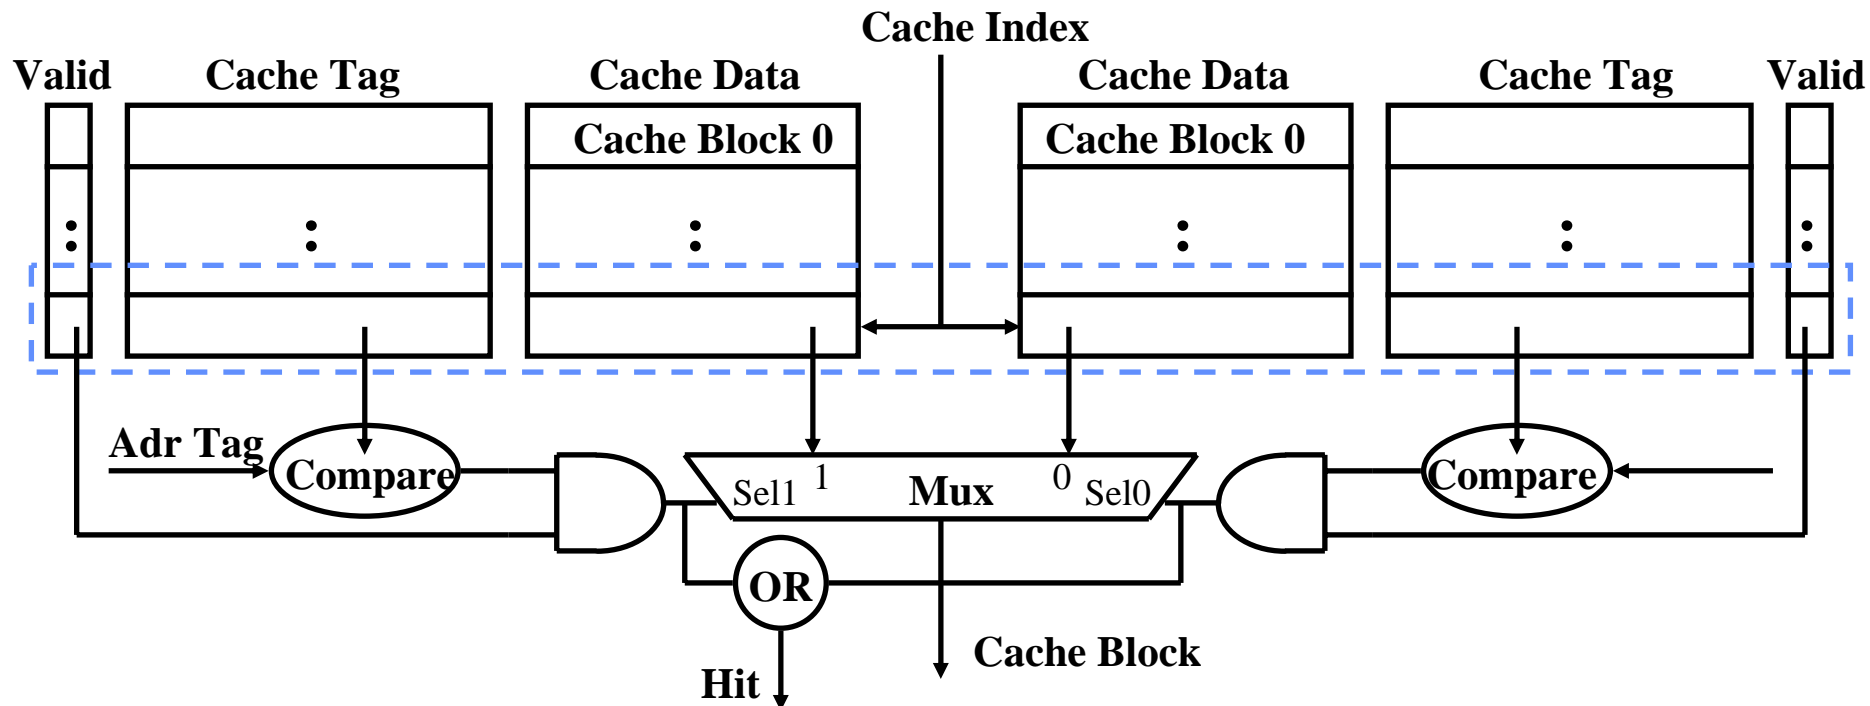 Cache Index
Valid Cache Tag Cache Data Cache Data Cache Tag Valid
Cache Block 0 Cache Block 0
Adr Tag
Compare Sel1 1 Mux 0 Sel0 Compare
OR
Cache Block
Hit